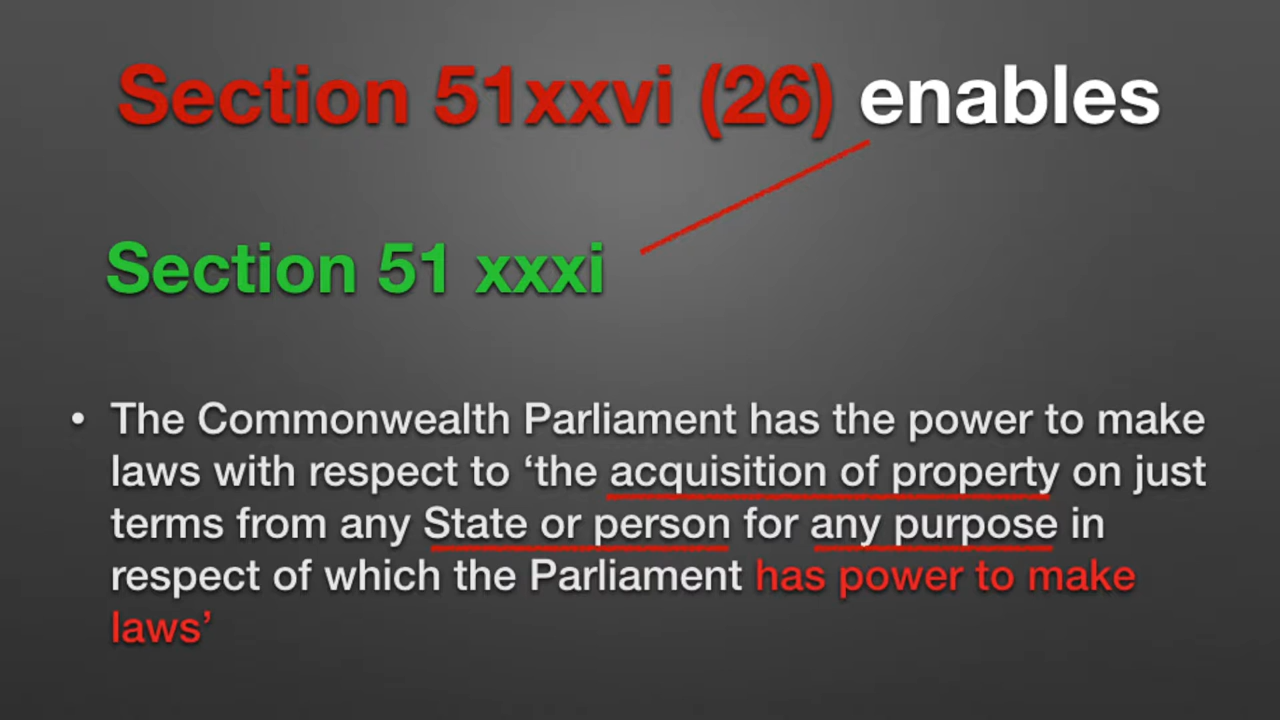 Section 51xxvi (26) enables
Section 51 xxxi
• The Commonwealth Parliament has the power to make
laws with respect to ‘the acquisition of property on just
terms from any State or person for any purpose in
respect of which the Parliament has power to make
laws’